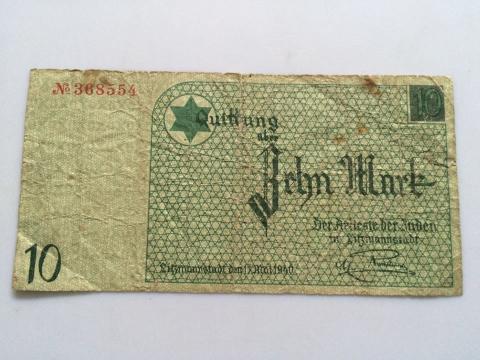 № 368554
10
Quittung
über
Zehn Mark
Der Aelteste der Juden
in Litzmannstadt
Litzmannstadt, den 15. Mai 1940
10